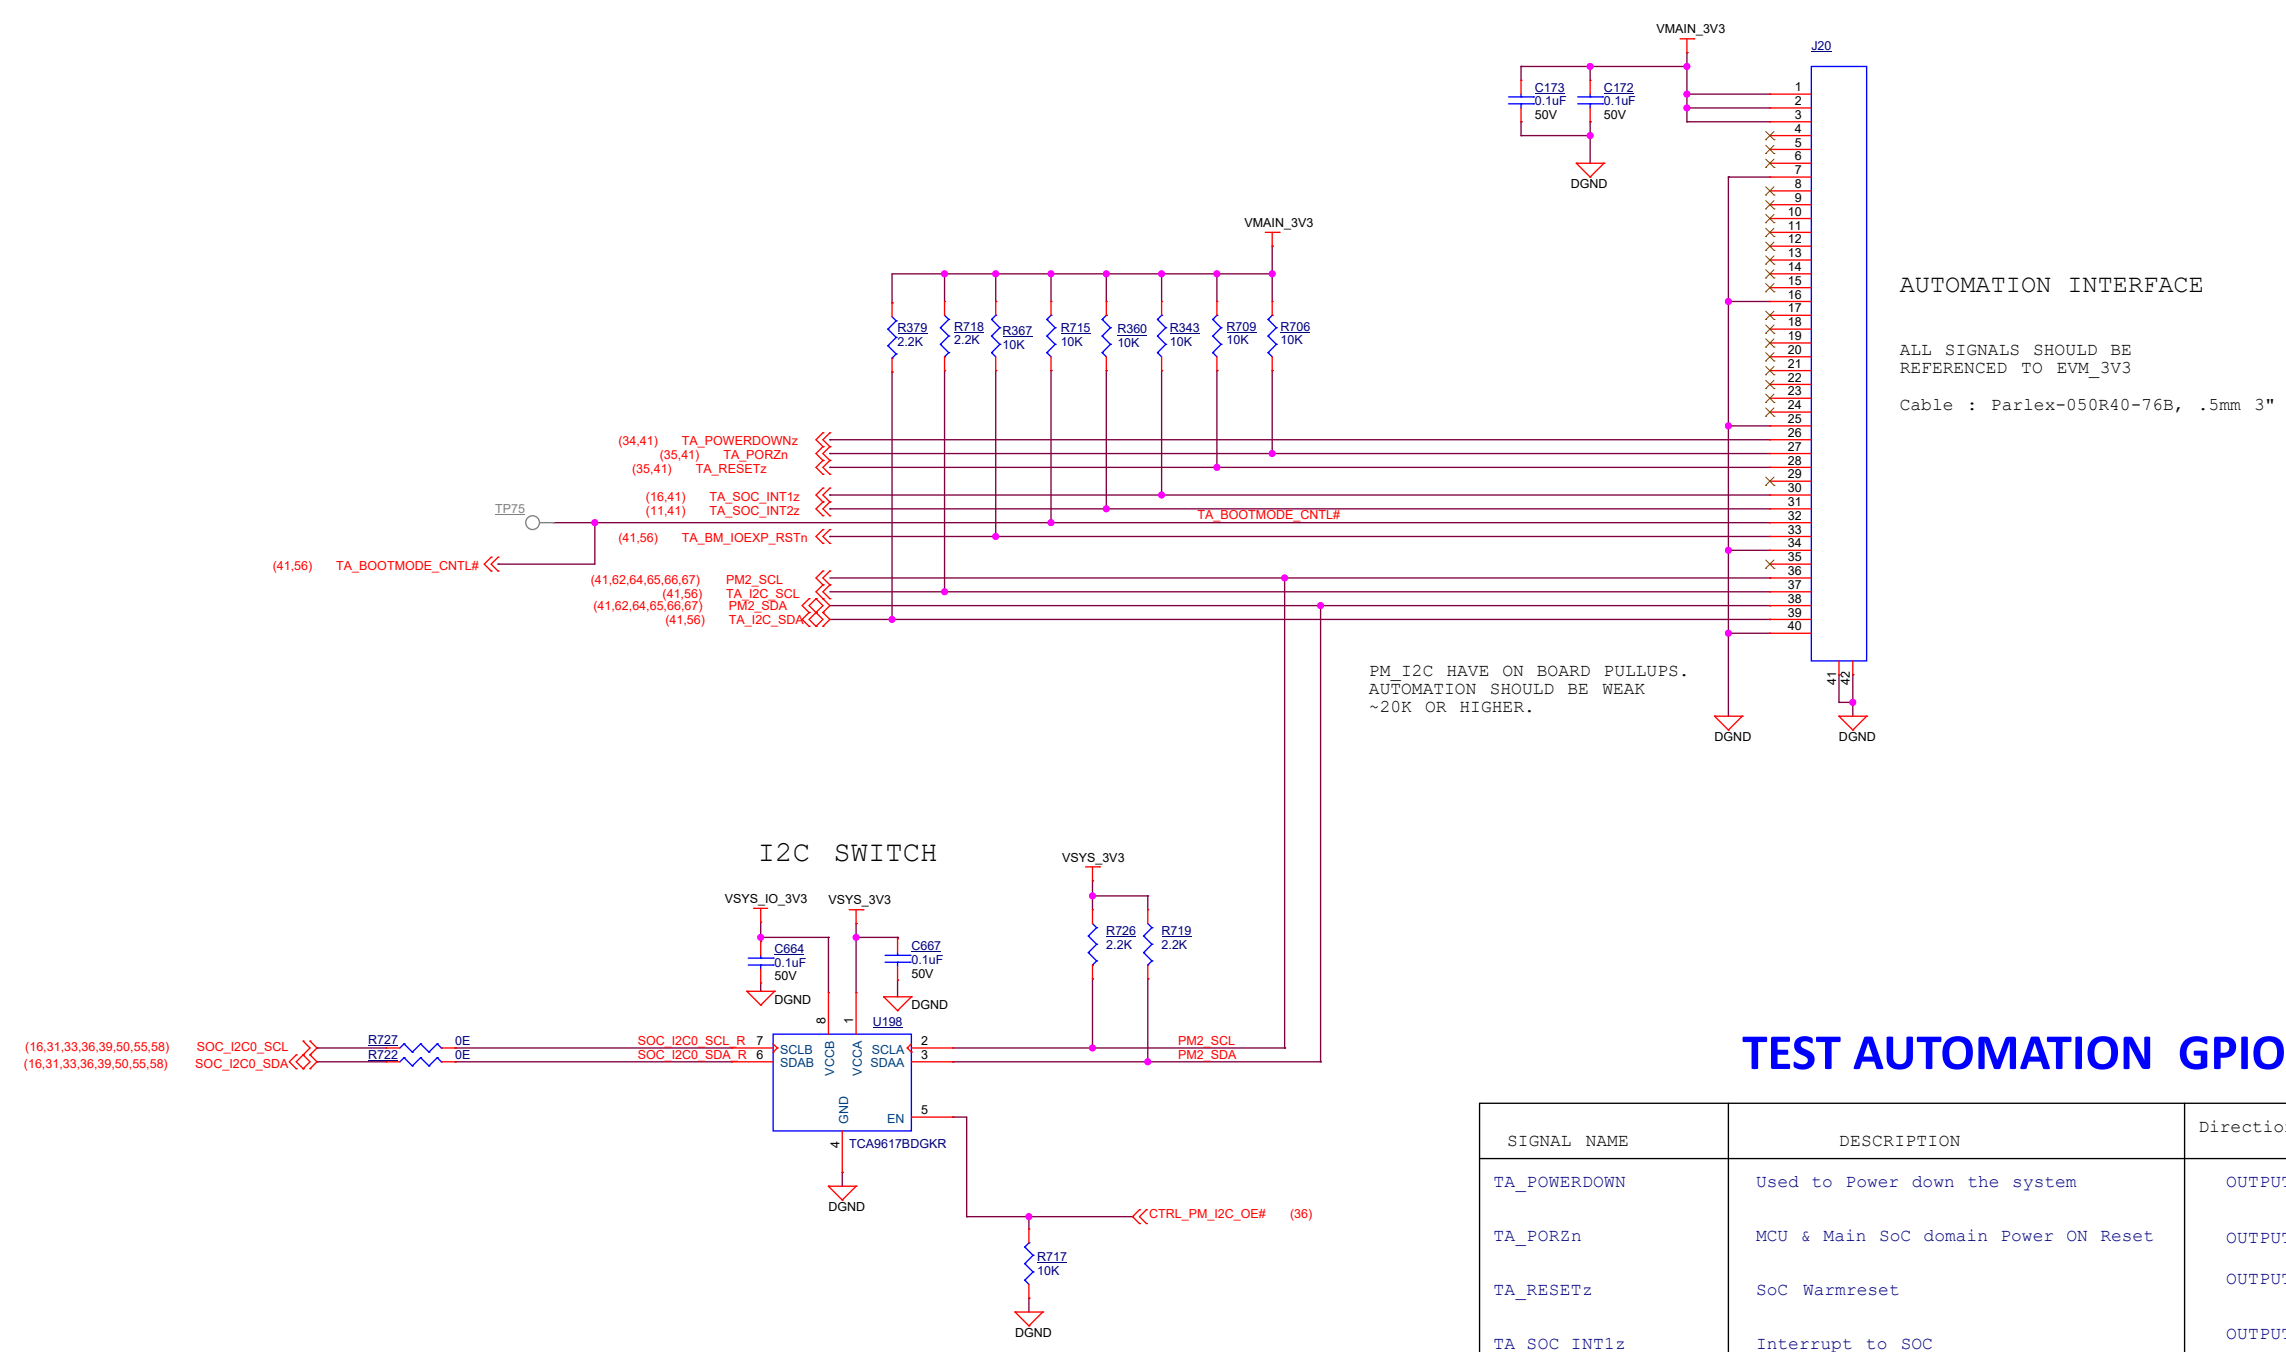 VMAIN_3V3
J20
C173
0.1uF
50V
C172
0.1uF
50V
DGND
1
2
3
4
5
6
7
8
9
10
11
12
13
14
15
16
17
18
19
20
21
22
23
24
25
26
27
28
29
30
31
32
33
34
35
36
37
38
39
40
41
42
DGND
DGND
AUTOMATION INTERFACE
ALL SIGNALS SHOULD BE
REFERENCED TO EVM_3V3
Cable : Parlex-050R40-76B, .5mm 3"
VMAIN_3V3
R379
2.2K
R718
2.2K
R367
10K
R715
10K
R360
10K
R343
10K
R709
10K
R706
10K
(34,41) TA_POWERDOWNz
(35,41) TA_PORZn
(35,41) TA_RESETz
(16,41) TA_SOC_INT1z
(11,41) TA_SOC_INT2z
TP75
TA_BOOTMODE_CNTL#
(41,56) TA_BM_IOEXP_RSTn
(41,56) TA_BOOTMODE_CNTL#
(41,62,64,65,66,67) PM2_SCL
(41,56) TA_I2C_SCL
(41,62,64,65,66,67) PM2_SDA
(41,56) TA_I2C_SDA
PM_I2C HAVE ON BOARD PULLUPS.
AUTOMATION SHOULD BE WEAK
~20K OR HIGHER.
I2C SWITCH
VSYS_3V3
VSYS_IO_3V3
VSYS_3V3
C664
0.1uF
50V
DGND
C667
0.1uF
50V
DGND
R726
2.2K
R719
2.2K
8
1
U198
(16,31,33,36,39,50,55,58) SOC_I2C0_SCL
R727
0E
SOC_I2C0_SCL_R
7
SCLB
VCCB
VCCA
SCLA
2
PM2_SCL
(16,31,33,36,39,50,55,58) SOC_I2C0_SDA
R722
0E
SOC_I2C0_SDA_R
6
SDAB
SDAA
3
PM2_SDA
GND
EN
5
4
TCA9617BDGKR
DGND
CTRL_PM_I2C_OE# (36)
R717
10K
DGND
TEST AUTOMATION GPIO
SIGNAL NAME
DESCRIPTION
Directio
TA_POWERDOWN
Used to Power down the system
OUTPUT
TA_PORZn
MCU & Main SoC domain Power ON Reset
OUTPUT
TA_RESETz
SoC Warmreset
OUTPUT
TA_SOC_INT1z
Interrupt to SOC
OUTPUT